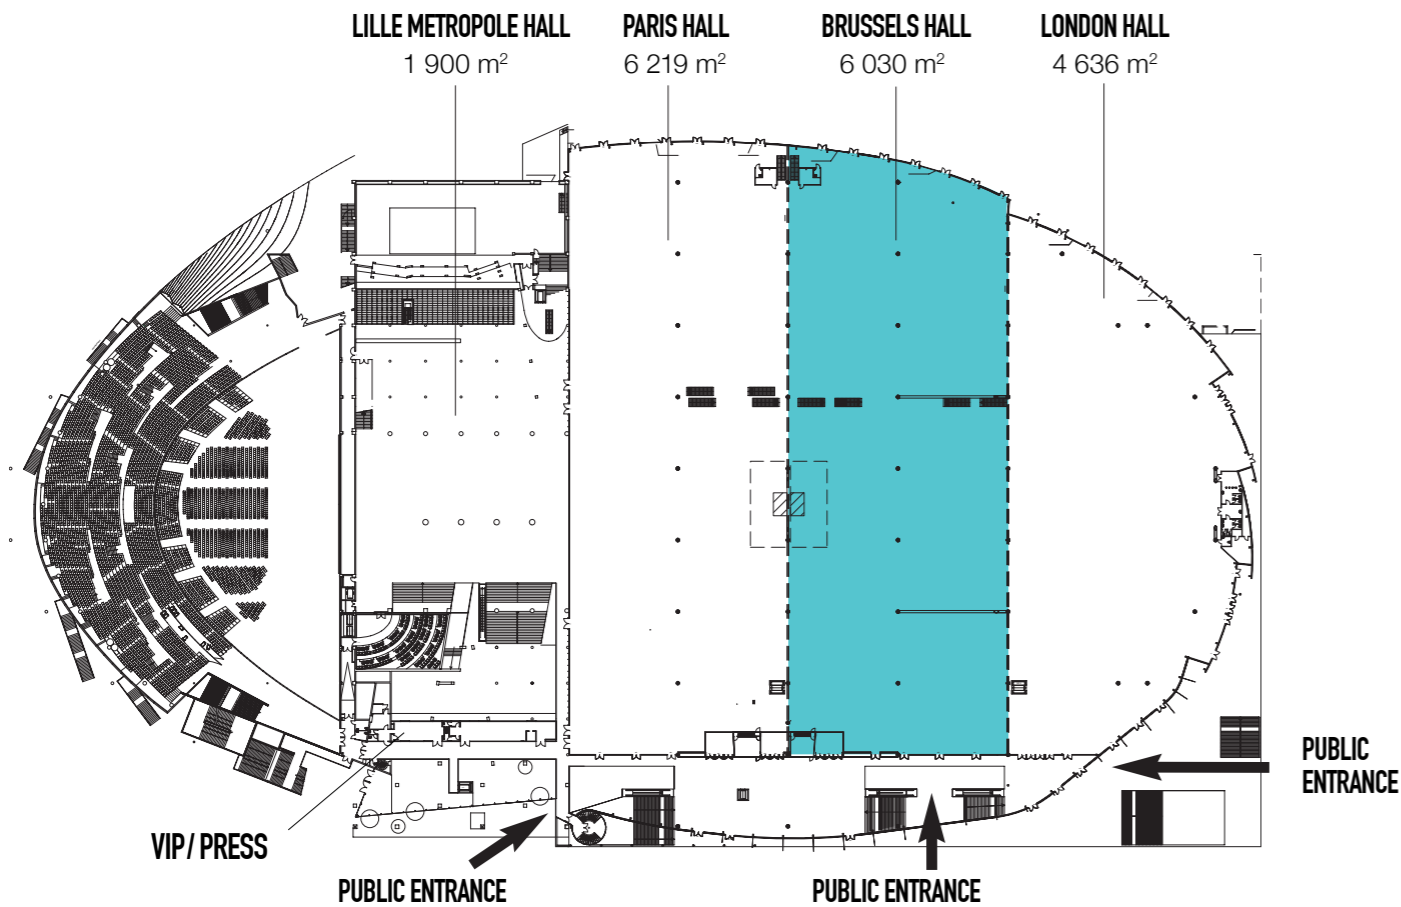 LILLE METROPOLE HALL
1 900 m²
PARIS HALL
6 219 m²
BRUSSELS HALL
6 030 m²
LONDON HALL
4 636 m²
PUBLIC
ENTRANCE
VIP/ PRESS
PUBLIC ENTRANCE
PUBLIC ENTRANCE